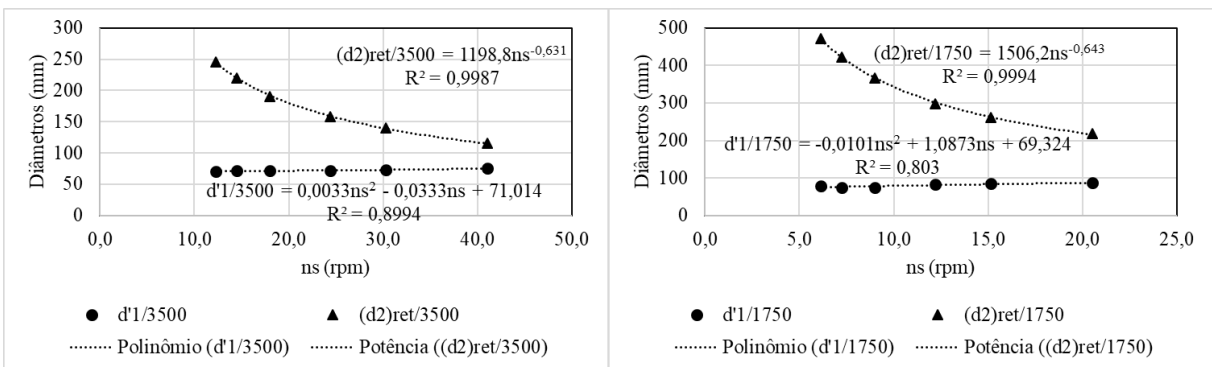 300
250
200
150
100
50
0
Diâmetros (mm)
(d2)ret/3500 = 1198,8ns-0,631
R² = 0,9987
d'1/3500 = 0,0033ns² - 0,0333ns + 71,014
R² = 0,8994
0,0 10,0 20,0 30,0 40,0 50,0
ns (rpm)
d'1/3500 (d2)ret/3500
Polinômio (d'1/3500) Potência ((d2)ret/3500)
500
400
300
200
100
0
Diâmetros (mm)
(d2)ret/1750 = 1506,2ns-0,643
R² = 0,9994
d'1/1750 = -0,0101ns² + 1,0873ns + 69,324
R² = 0,803
0,0 5,0 10,0 15,0 20,0 25,0
ns (rpm)
d'1/1750 (d2)ret/1750
Polinômio (d'1/1750) Potência ((d2)ret/1750)